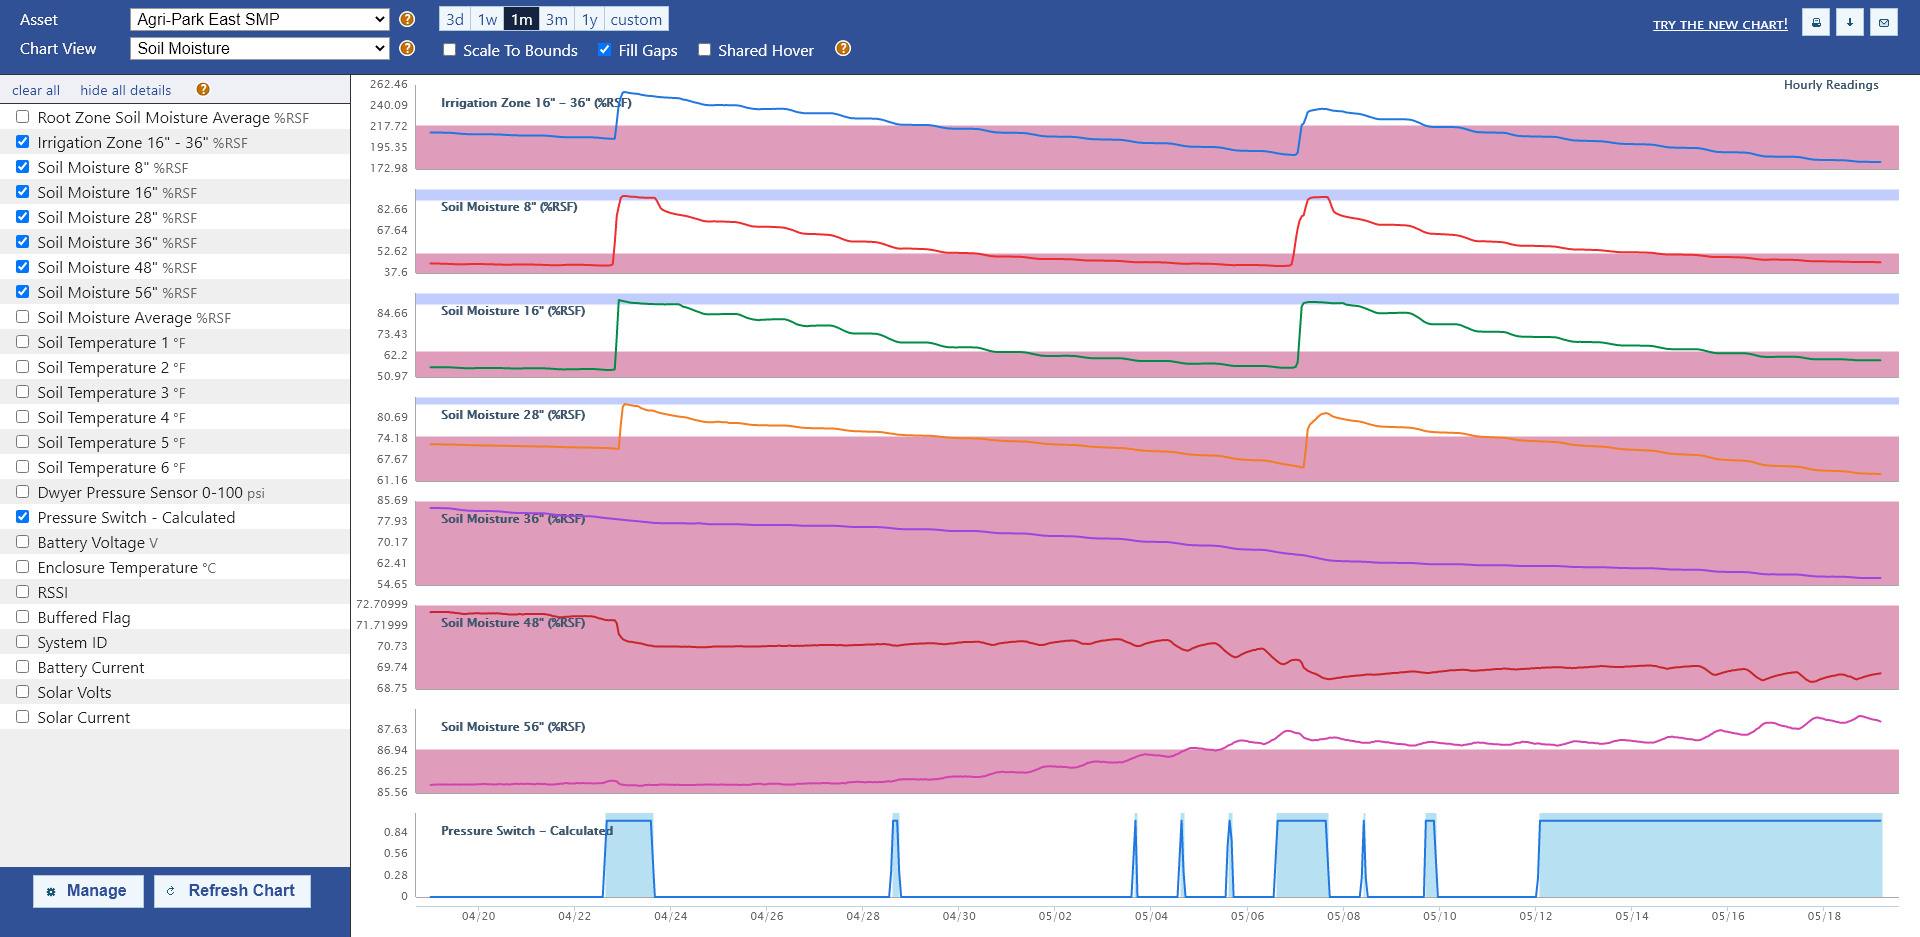 Asset
Agri-Park East SMP
?
3d 1w 1m 3m 1y custom
TRY THE NEW CHART!
Chart View
Soil Moisture
?
Scale To Bounds
Fill Gaps
Shared Hover
?
clear all
hide all details
?
Root Zone Soil Moisture Average %RSF
Irrigation Zone 16" - 36" %RSF
Soil Moisture 8" %RSF
Soil Moisture 16" %RSF
Soil Moisture 28" %RSF
Soil Moisture 36" %RSF
Soil Moisture 48" %RSF
Soil Moisture 56" %RSF
Soil Moisture Average %RSF
Soil Temperature 1 °F
Soil Temperature 2 °F
Soil Temperature 3 °F
Soil Temperature 4 °F
Soil Temperature 5 °F
Soil Temperature 6 °F
Dwyer Pressure Sensor 0-100 psi
Pressure Switch - Calculated
Battery Voltage V
Enclosure Temperature °C
RSSI
Buffered Flag
System ID
Battery Current
Solar Volts
Solar Current
Manage
Refresh Chart
Hourly Readings
Irrigation Zone 16" - 36" (%RSF)
262.46
240.09
217.72
195.35
172.98
Soil Moisture 8" (%RSF)
82.66
67.64
52.62
37.6
Soil Moisture 16" (%RSF)
84.66
73.43
62.2
50.97
Soil Moisture 28" (%RSF)
80.69
74.18
67.67
61.16
Soil Moisture 36" (%RSF)
85.69
77.93
70.17
62.41
54.65
Soil Moisture 48" (%RSF)
72.70999
71.71999
70.73
69.74
68.75
Soil Moisture 56" (%RSF)
87.63
86.94
86.25
85.56
Pressure Switch - Calculated
0.84
0.56
0.28
0
04/20 04/22 04/24 04/26 04/28 04/30 05/02 05/04 05/06 05/08 05/10 05/12 05/14 05/16 05/18